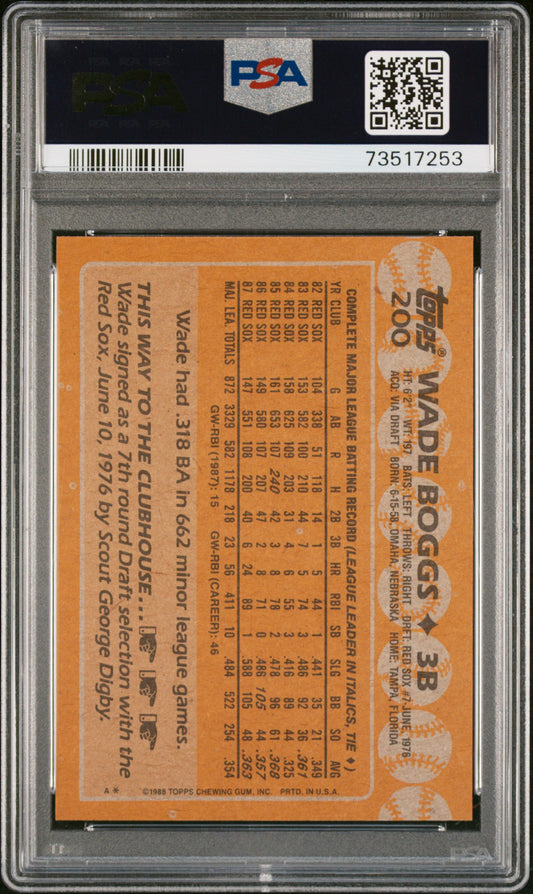 PSA
PSA
73517253
topps® WADE BOGGS ♦ 3B
200
HT: 6'2" WT: 197 BATS: LEFT THROWS: RIGHT DRFT: RED SOX #7-JUNE, 1976
ACQ: VIA DRAFT BORN: 6-15-58, OMAHA, NEBRASKA HOME: TAMPA, FLORIDA
COMPLETE MAJOR LEAGUE BATTING RECORD (LEAGUE LEADER IN ITALICS, TIE ♦)
YR CLUB G AB R H 2B 3B HR RBI SB SLG BB SO AVG
82 RED SOX 104 338 51 118 14 1 5 44 1 .441 35 21 .349
83 RED SOX 153 582 100 210 44 7 5 74 3 .486 92 36 .361
84 RED SOX 158 625 109 203 31 4 6 55 3 .416 89 44 .325
85 RED SOX 161 653 107 240 42 3 8 78 2 .478 96 61 .368
86 RED SOX 149 580 107 207 47 2 8 71 0 .486 105 44 .357
87 RED SOX 147 551 108 200 40 6 24 89 1 .588 105 48 .363
MAJ. LEA. TOTALS 872 3329 582 1178 218 23 56 411 10 .484 522 254 .354
GW-RBI (1987): 15 GW-RBI (CAREER): 46
Wade had .318 BA in 662 minor league games.
THIS WAY TO THE CLUBHOUSE...
Wade signed as a 7th round Draft selection with the
Red Sox, June 10, 1976 by Scout George Digby.
©1988 TOPPS CHEWING GUM, INC. PRTD. IN U.S.A.
A *
PSA